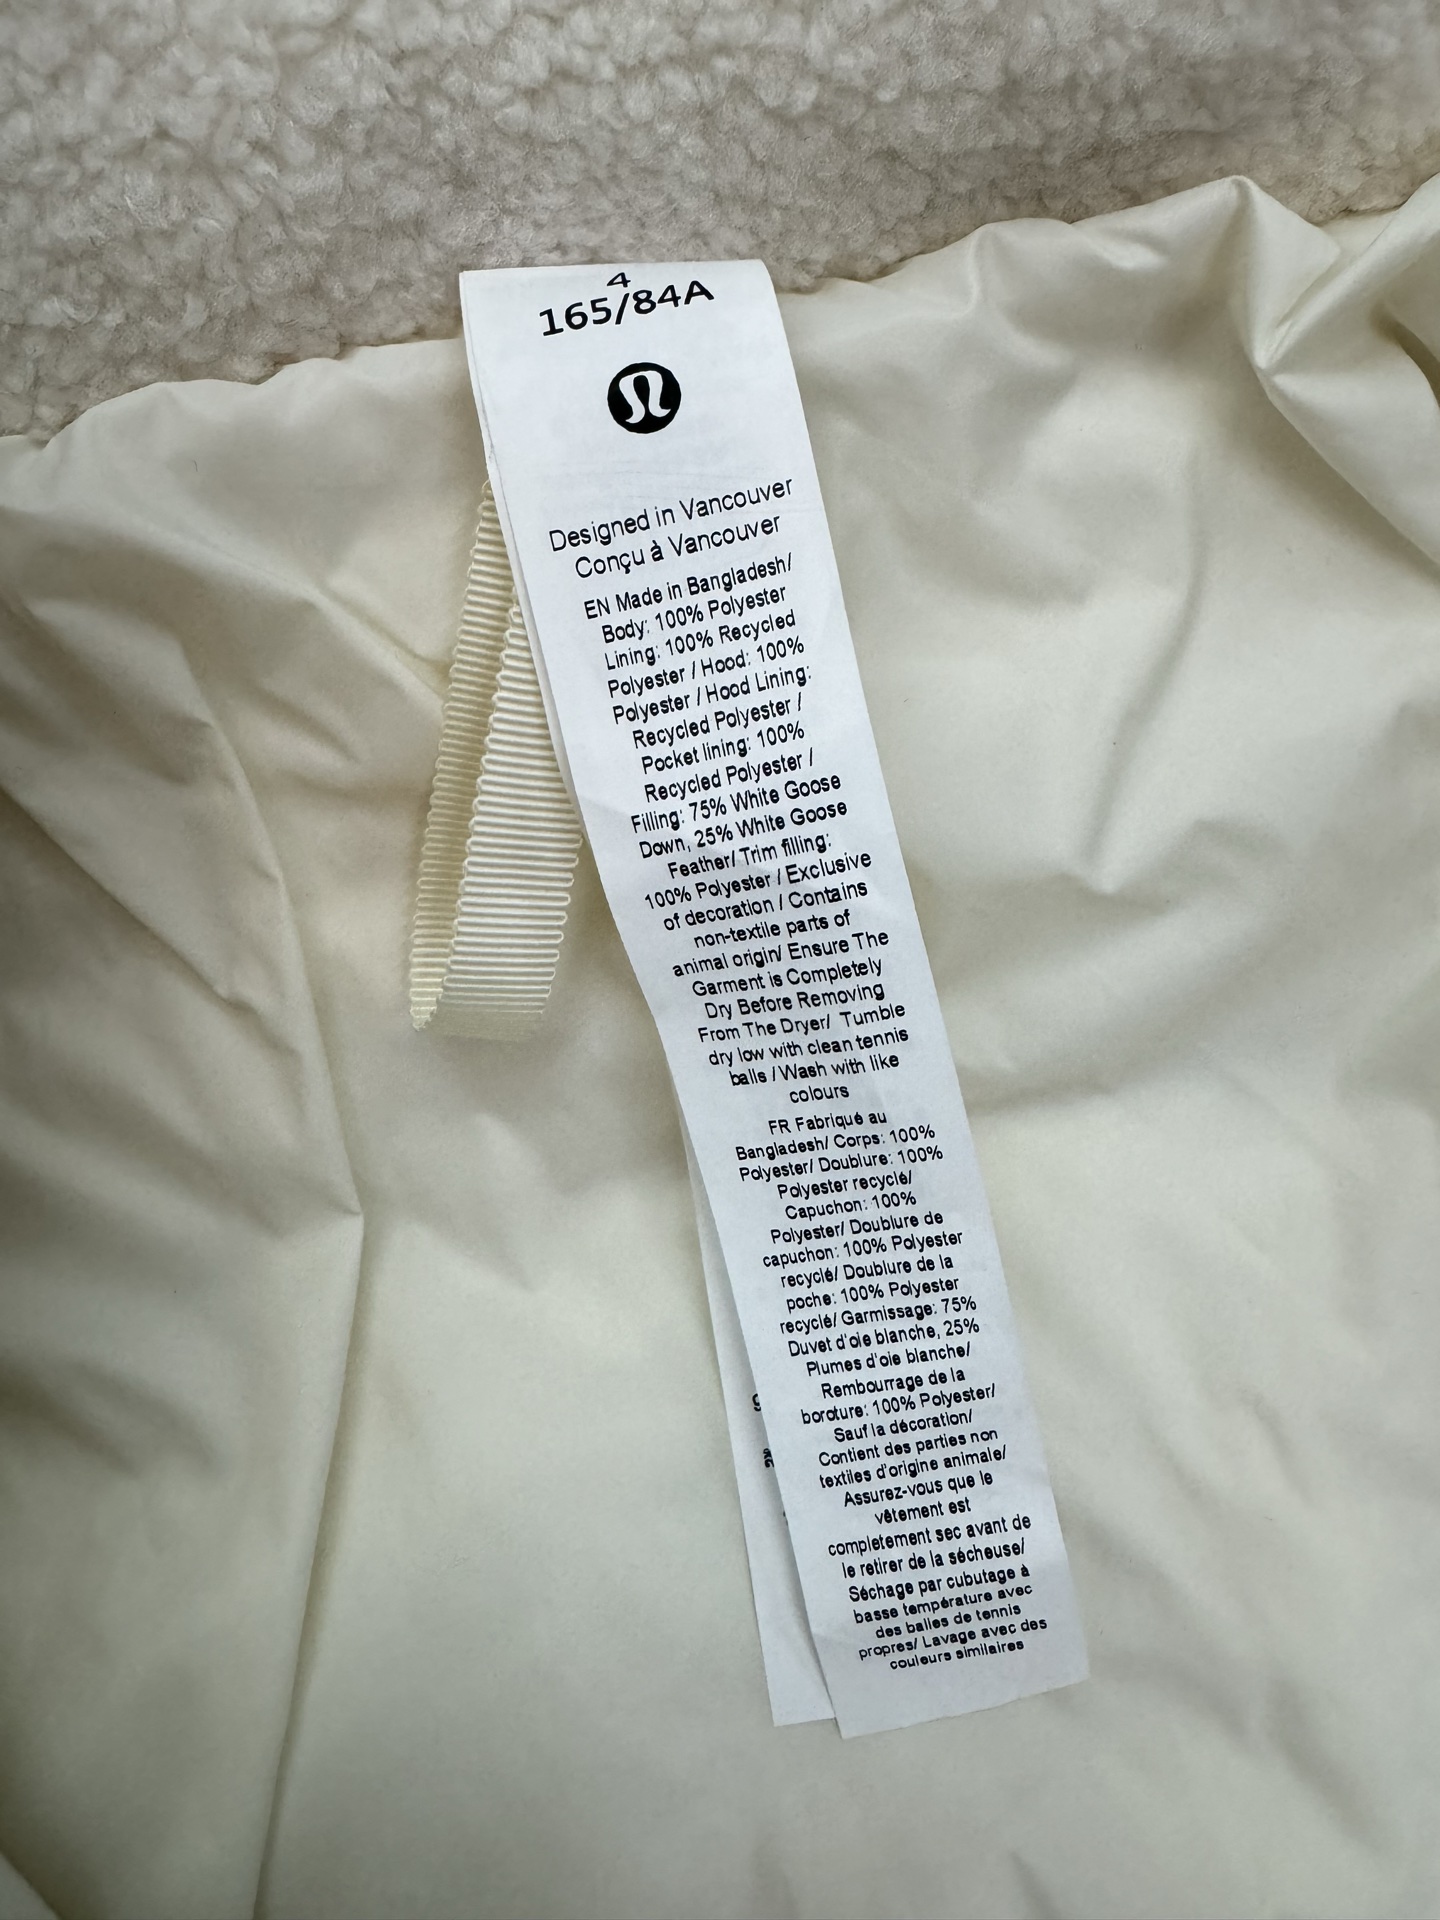 4
165/84A
Designed in Vancouver
Conçu à Vancouver
EN Made in Bangladesh/
Body: 100% Polyester
Lining: 100% Recycled
Polyester / Hood: 100%
Polyester / Hood Lining:
Recycled Polyester /
Pocket lining: 100%
Recycled Polyester /
Filling: 75% White Goose
Down, 25% White Goose
Feather/ Trim filling:
100% Polyester / Exclusive
of decoration / Contains
non-textile parts of
animal origin/ Ensure The
Garment is Completely
Dry Before Removing
From The Dryer/ Tumble
dry low with clean tennis
balls / Wash with like
colours
FR Fabriqué au
Bangladesh/ Corps: 100%
Polyester/ Doublure: 100%
Polyester recyclé/
Capuchon: 100%
Polyester/ Doublure de
capuchon: 100% Polyester
recyclé/ Doublure de la
poche: 100% Polyester
recyclé/ Garmissage: 75%
Duvet d'oie blanche, 25%
Plumes d'oie blanche/
Rembourrage de la
boroture: 100% Polyester/
Sauf la décoration/
Contient des parties non
textiles d'origine animale/
Assurez-vous que le
vêtement est
completement sec avant de
le retirer de la sécheuse/
Séchage par cubutage à
basse température avec
des balles de tennis
propres/ Lavage avec des
couleurs similaires